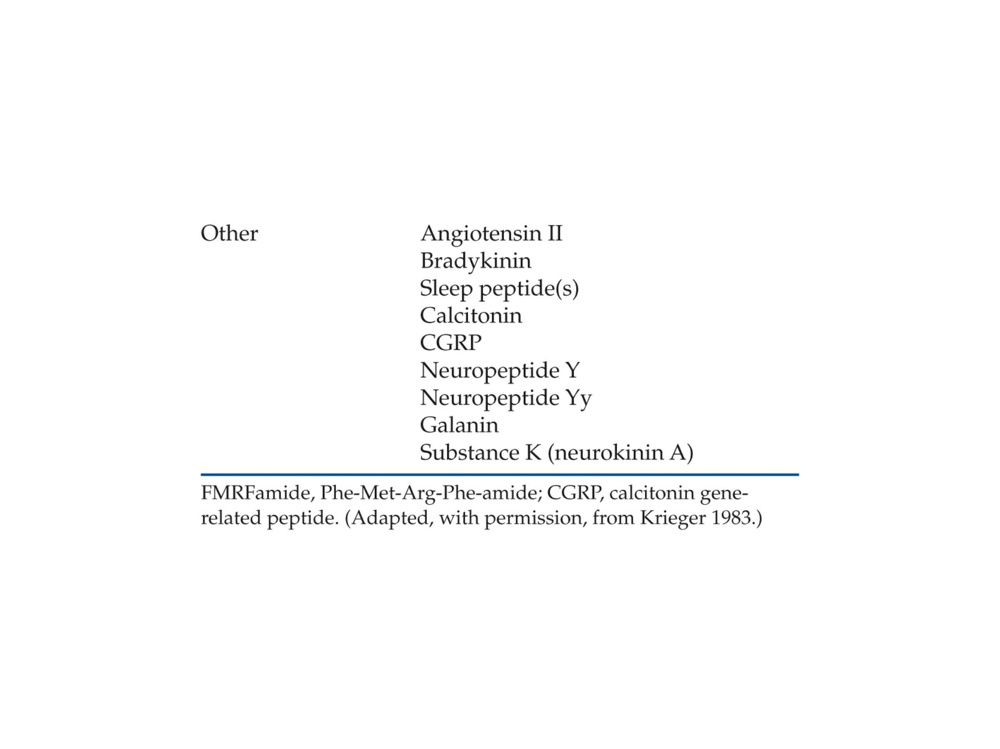 Other Angiotensin II
Bradykinin
Sleep peptide(s)
Calcitonin
CGRP
Neuropeptide Y
Neuropeptide Yy
Galanin
Substance K (neurokinin A)
FMRFamide, Phe-Met-Arg-Phe-amide; CGRP, calcitonin gene-
related peptide. (Adapted, with permission, from Krieger 1983.)